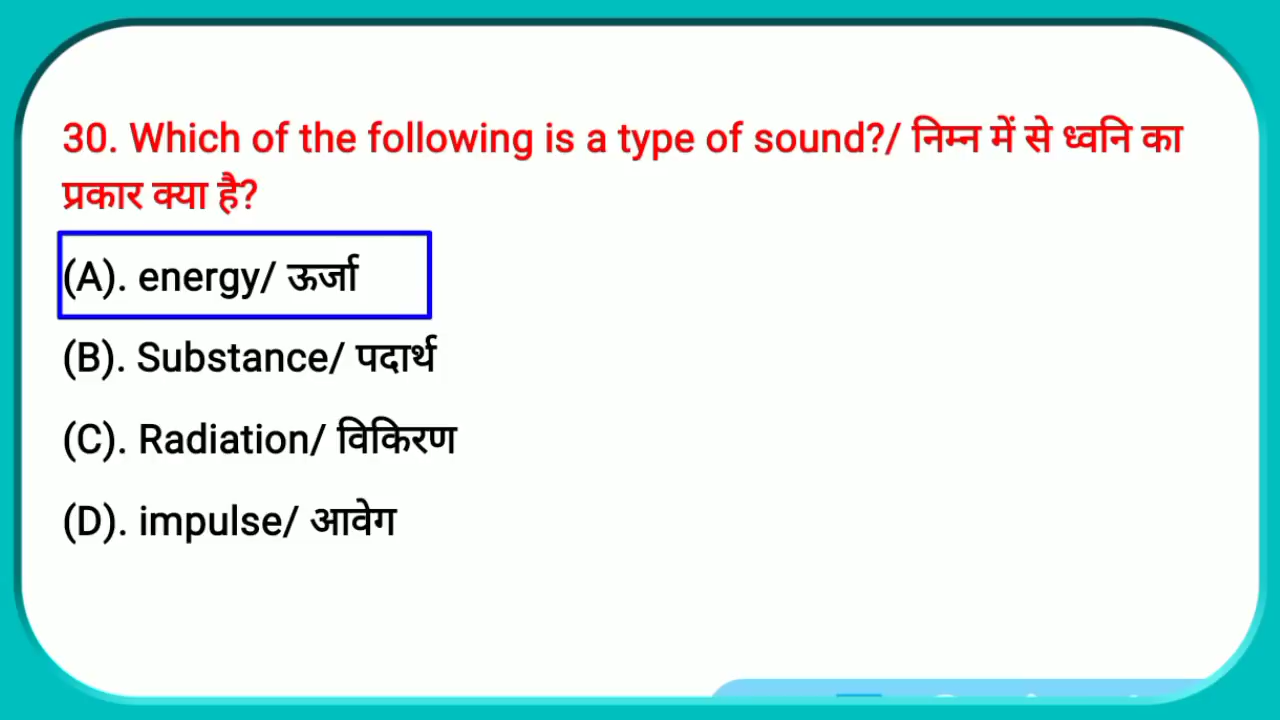 30. Which of the following is a type of sound?/ निम्न में से ध्वनि का
प्रकार क्या है?
(A). energy/ ऊर्जा
(B). Substance/ पदार्थ
(C). Radiation/ विकिरण
(D). impulse/ आवेग